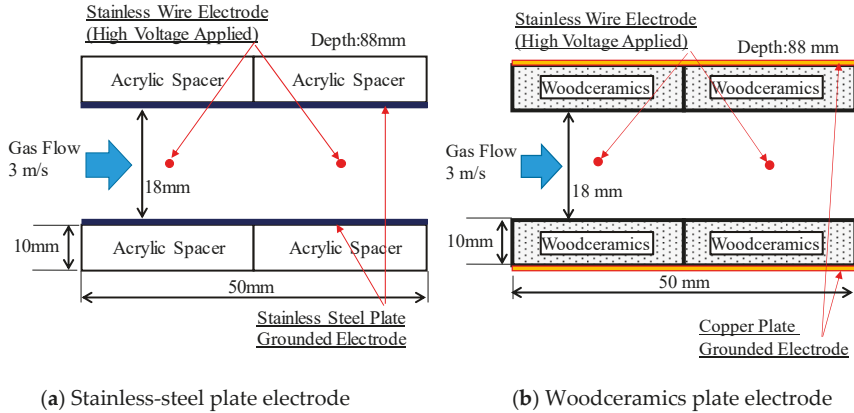 Stainless Wire Electrode
(High Voltage Applied)
Depth:88mm
Acrylic Spacer
Acrylic Spacer
Gas Flow
3 m/s
18mm
10mm
Acrylic Spacer
Acrylic Spacer
50mm
Stainless Steel Plate
Grounded Electrode
(a) Stainless-steel plate electrode
Stainless Wire Electrode
(High Voltage Applied)
Depth:88 mm
Woodceramics
Woodceramics
Gas Flow
3 m/s
18 mm
10mm
Woodceramics
Woodceramics
50 mm
Copper Plate
Grounded Electrode
(b) Woodceramics plate electrode